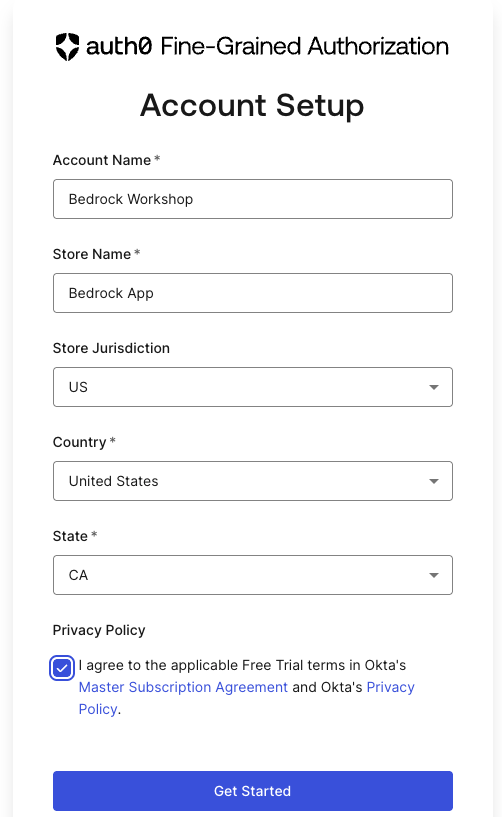 auth0 Fine-Grained Authorization
Account Setup
Account Name *
Bedrock Workshop
Store Name *
Bedrock App
Store Jurisdiction
US
Country *
United States
State *
CA
Privacy Policy
I agree to the applicable Free Trial terms in Okta's
Master Subscription Agreement and Okta's Privacy
Policy.
Get Started